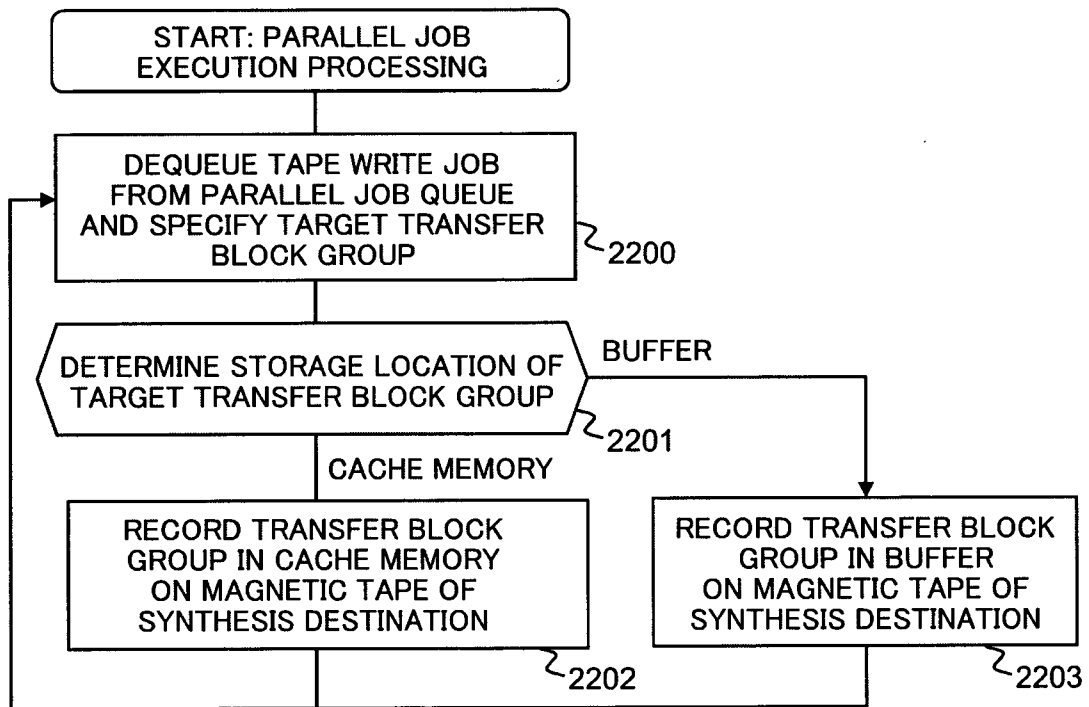 START: PARALLEL JOB
EXECUTION PROCESSING
DEQUEUE TAPE WRITE JOB
FROM PARALLEL JOB QUEUE
AND SPECIFY TARGET TRANSFER
BLOCK GROUP
2200
DETERMINE STORAGE LOCATION OF
TARGET TRANSFER BLOCK GROUP
2201
BUFFER
CACHE MEMORY
RECORD TRANSFER BLOCK
GROUP IN CACHE MEMORY
ON MAGNETIC TAPE OF
SYNTHESIS DESTINATION
2202
RECORD TRANSFER BLOCK
GROUP IN BUFFER
ON MAGNETIC TAPE OF
SYNTHESIS DESTINATION
2203